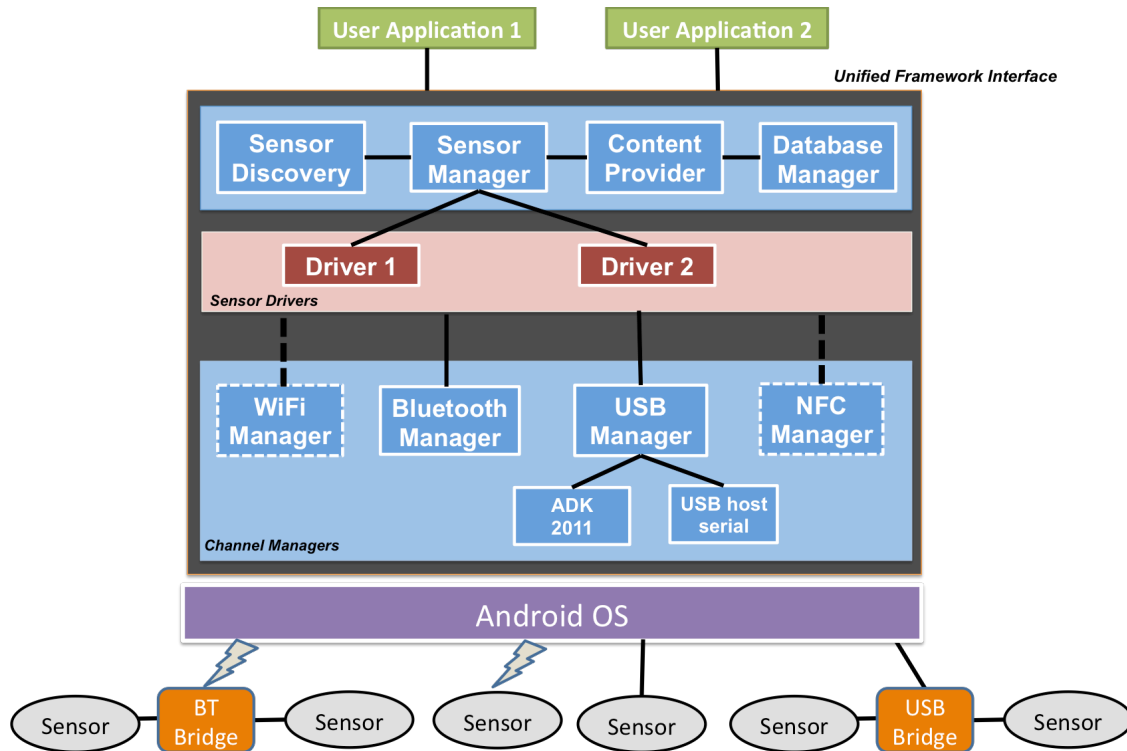 User Application 1
User Application 2
Unified Framework Interface
Sensor
Discovery
Sensor
Manager
Content
Provider
Database
Manager
Driver 1
Driver 2
Sensor Drivers
WiFi
Manager
Bluetooth
Manager
USB
Manager
NFC
Manager
ADK
2011
USB host
serial
Channel Managers
Android OS
Sensor
BT
Bridge
Sensor
Sensor
Sensor
Sensor
USB
Bridge
Sensor